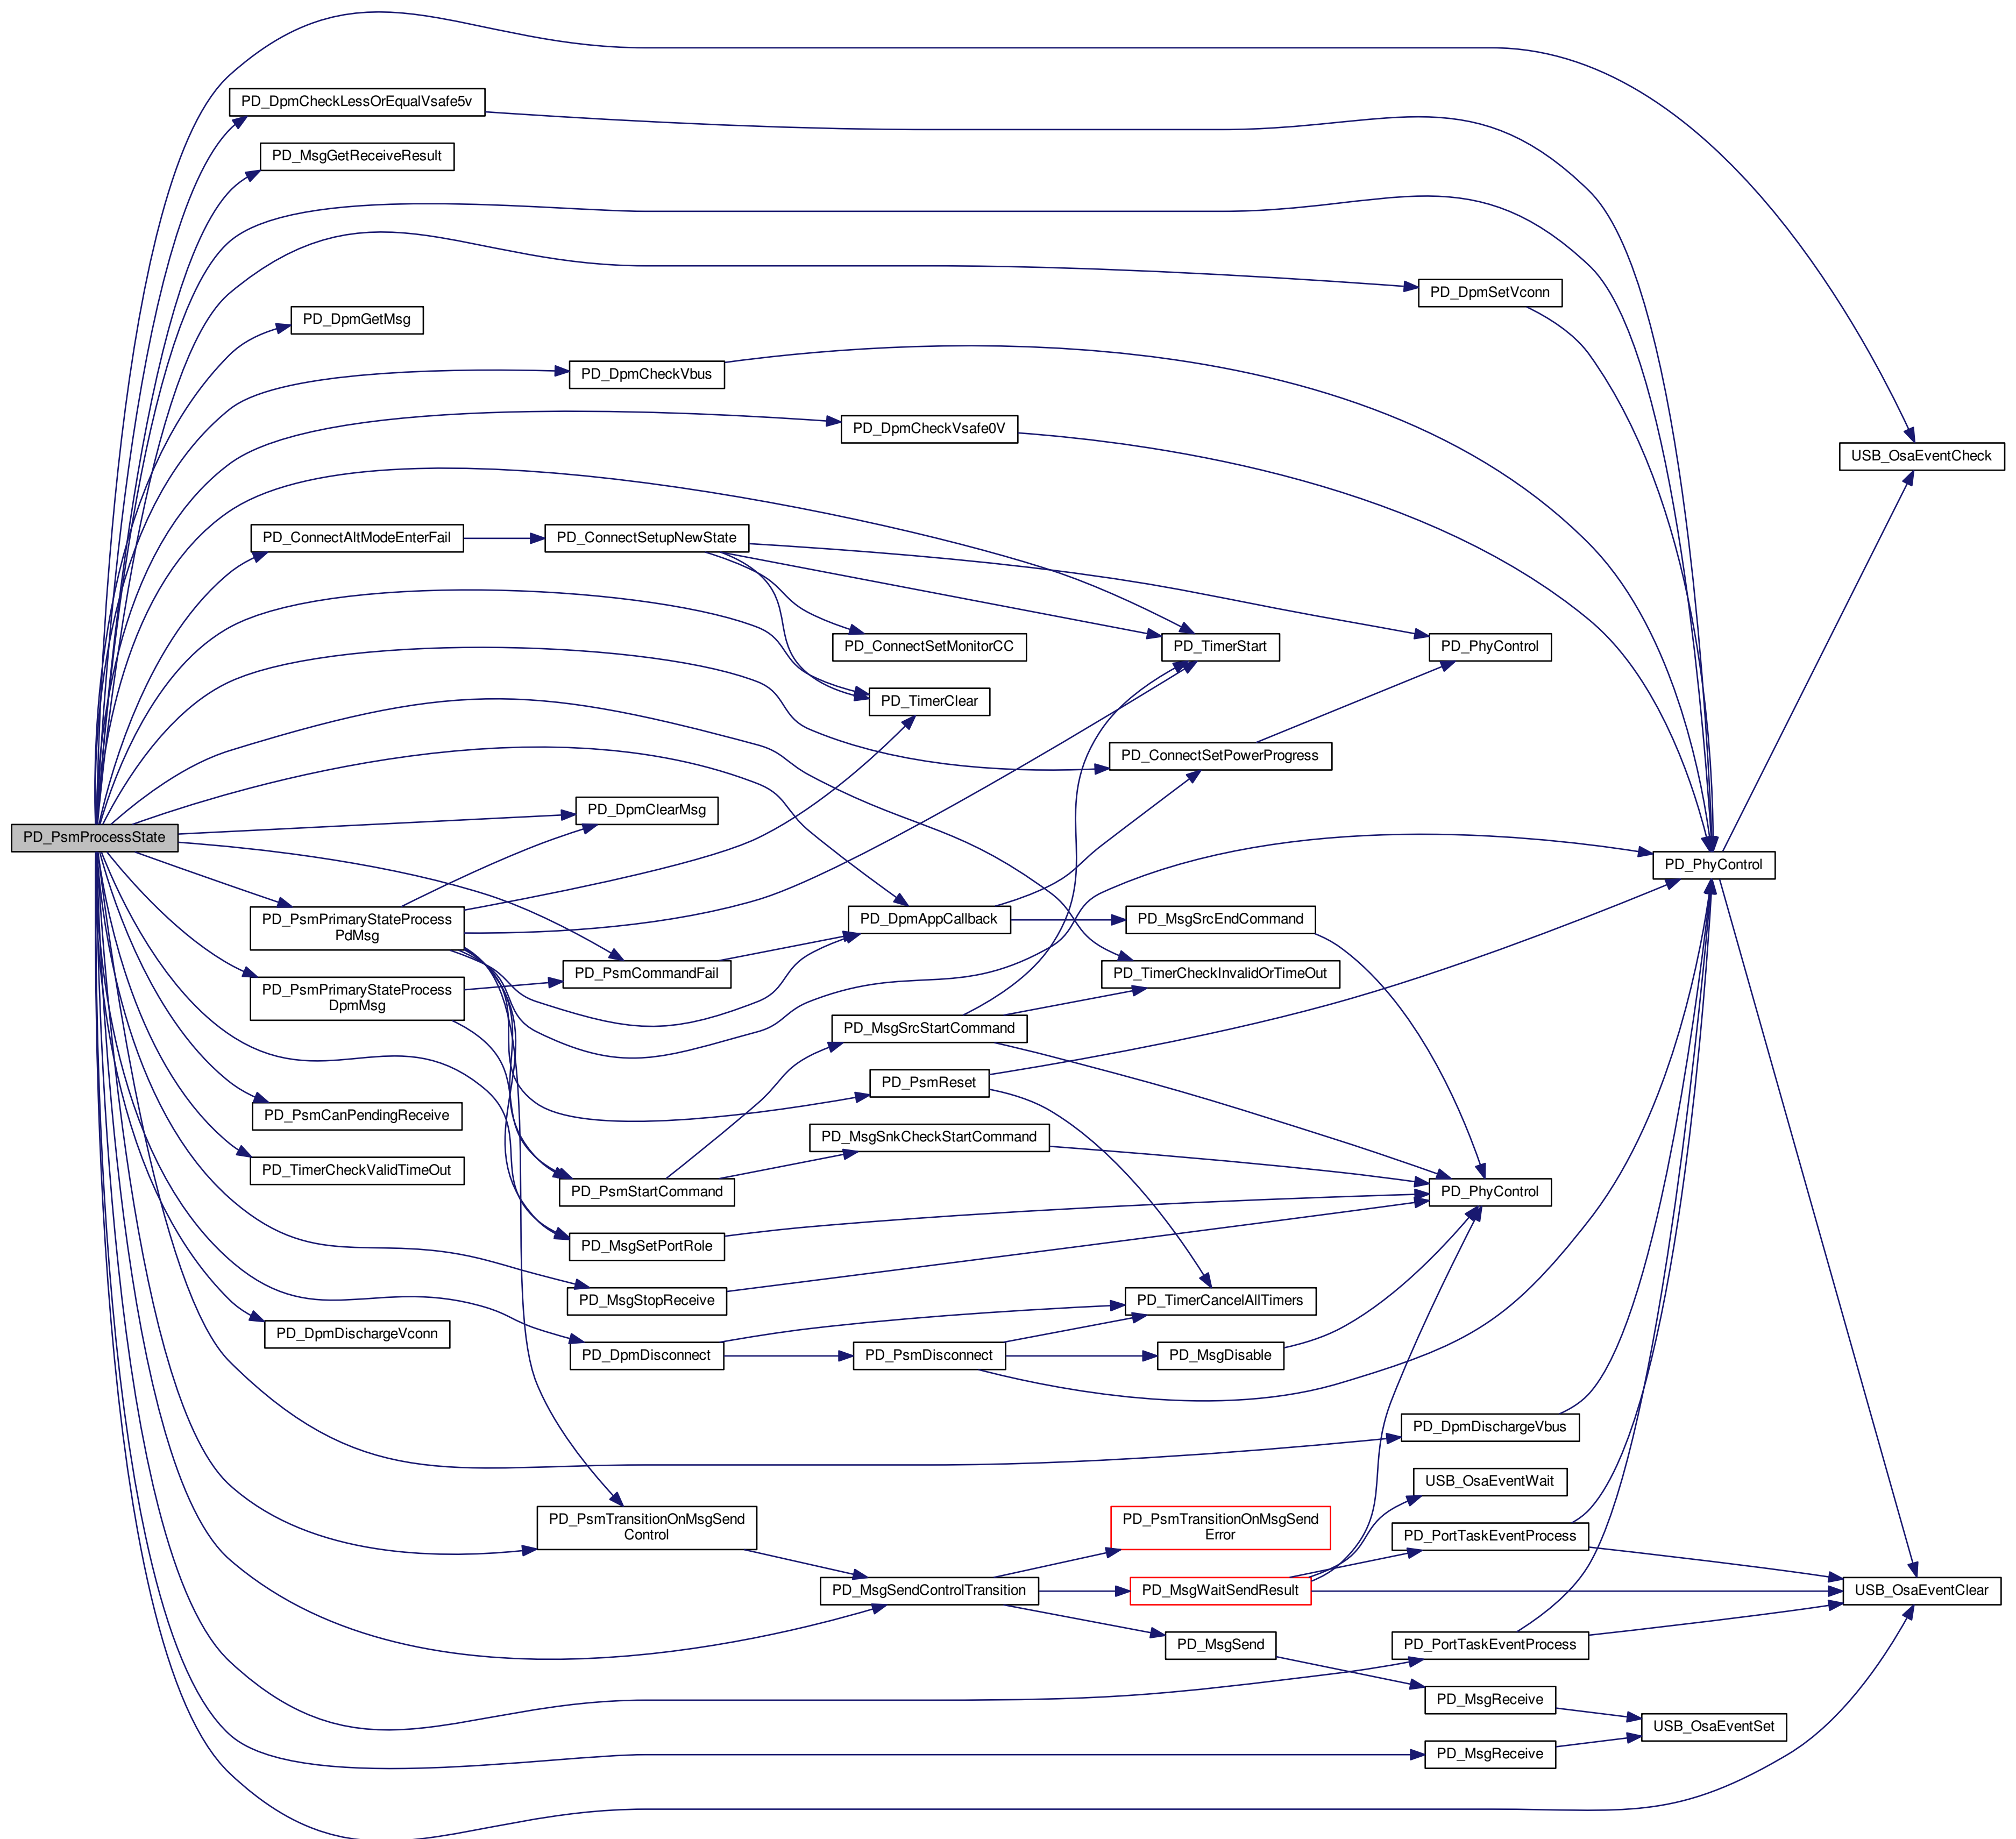 PD_DpmCheckLessOrEqualVsafe5v
PD_MsgGetReceiveResult
PD_DpmSetVconn
PD_DpmGetMsg
PD_DpmCheckVbus
PD_DpmCheckVsafe0V
USB_OsaEventCheck
PD_ConnectAltModeEnterFail
PD_ConnectSetupNewState
PD_ConnectSetMonitorCC
PD_TimerStart
PD_PhyControl
PD_TimerClear
PD_ConnectSetPowerProgress
PD_DpmClearMsg
PD_PsmProcessState
PD_PhyControl
PD_PsmPrimaryStateProcess
PdMsg
PD_DpmAppCallback
PD_MsgSrcEndCommand
PD_PsmCommandFail
PD_TimerCheckInvalidOrTimeOut
PD_PsmPrimaryStateProcess
DpmMsg
PD_MsgSrcStartCommand
PD_PsmReset
PD_PsmCanPendingReceive
PD_MsgSnkCheckStartCommand
PD_TimerCheckValidTimeOut
PD_PsmStartCommand
PD_PhyControl
PD_MsgSetPortRole
PD_MsgStopReceive
PD_TimerCancelAllTimers
PD_DpmDischargeVconn
PD_DpmDisconnect
PD_PsmDisconnect
PD_MsgDisable
PD_DpmDischargeVbus
USB_OsaEventWait
PD_PsmTransitionOnMsgSend
Control
PD_PsmTransitionOnMsgSend
Error
PD_PortTaskEventProcess
PD_MsgSendControlTransition
PD_MsgWaitSendResult
USB_OsaEventClear
PD_MsgSend
PD_PortTaskEventProcess
PD_MsgReceive
USB_OsaEventSet
PD_MsgReceive